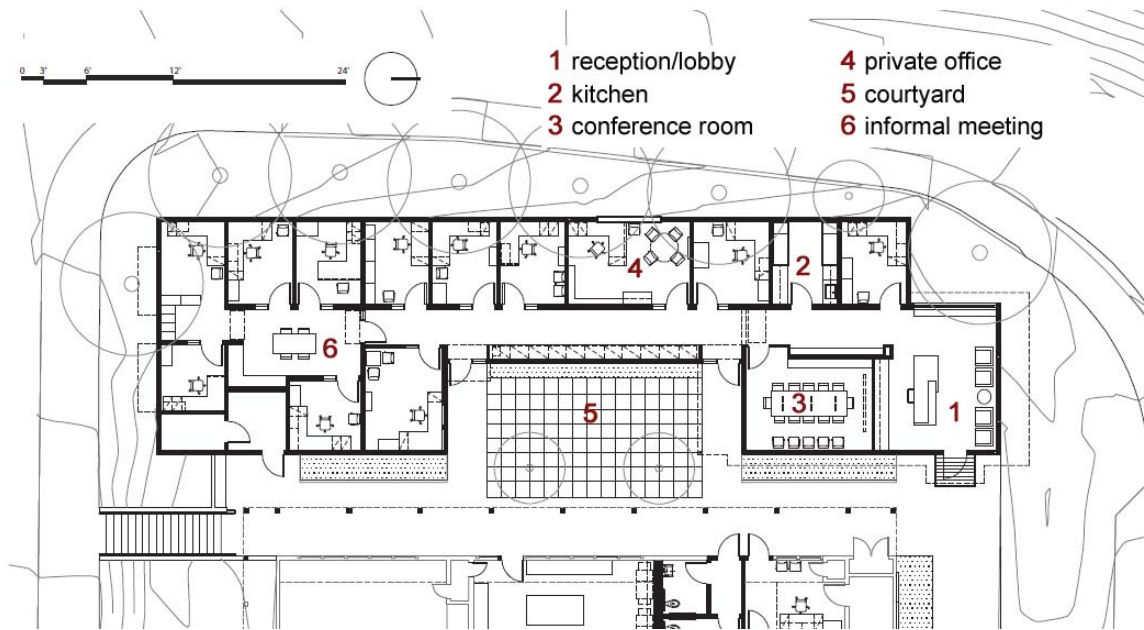 0 3' 6' 12' 24'
1 reception/lobby
2 kitchen
3 conference room
4 private office
5 courtyard
6 informal meeting
4
2
6
3
5
1